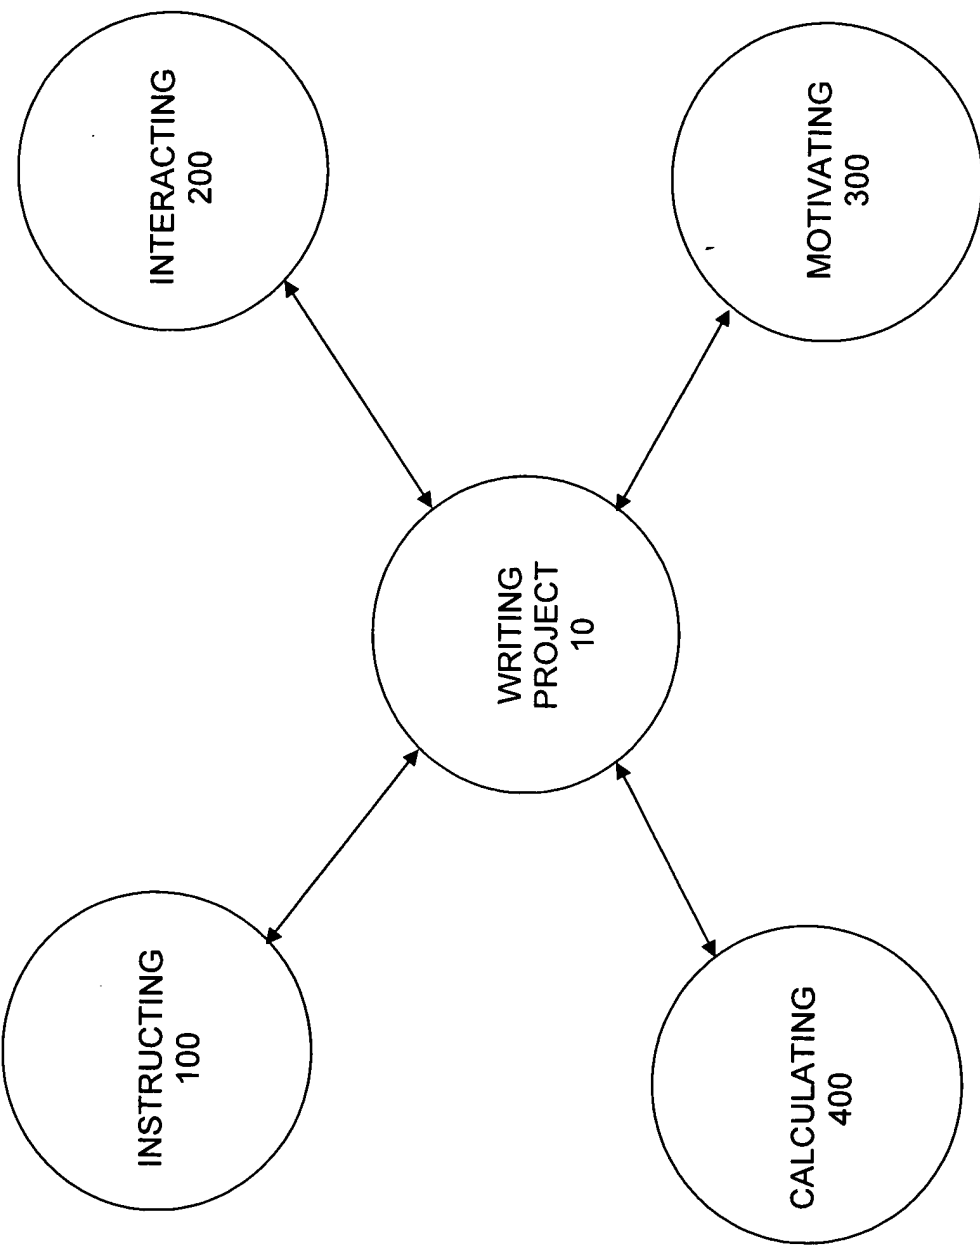 INSTRUCTING
100
INTERACTING
200
WRITING
PROJECT
10
CALCULATING
400
MOTIVATING
300